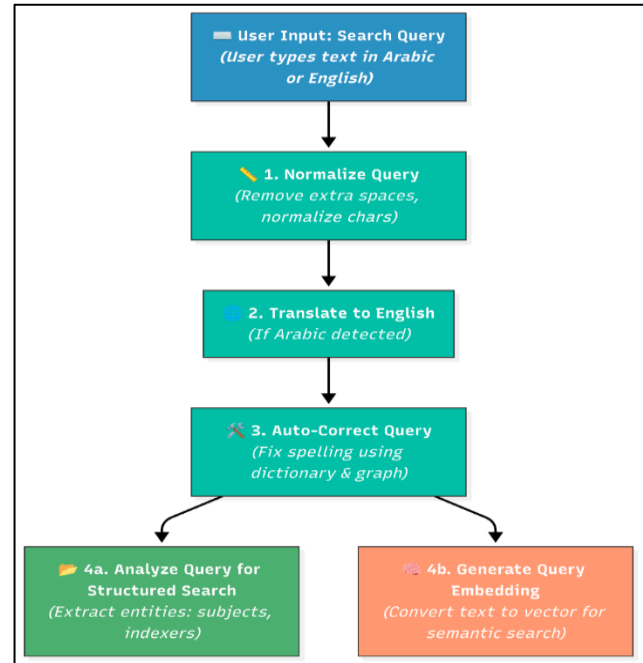 ⌨️ User Input: Search Query
(User types text in Arabic
or English)
📏 1. Normalize Query
(Remove extra spaces,
normalize chars)
🌐 2. Translate to English
(If Arabic detected)
🛠️ 3. Auto-Correct Query
(Fix spelling using
dictionary & graph)
📂 4a. Analyze Query for
Structured Search
(Extract entities: subjects,
indexers)
🧠 4b. Generate Query
Embedding
(Convert text to vector for
semantic search)